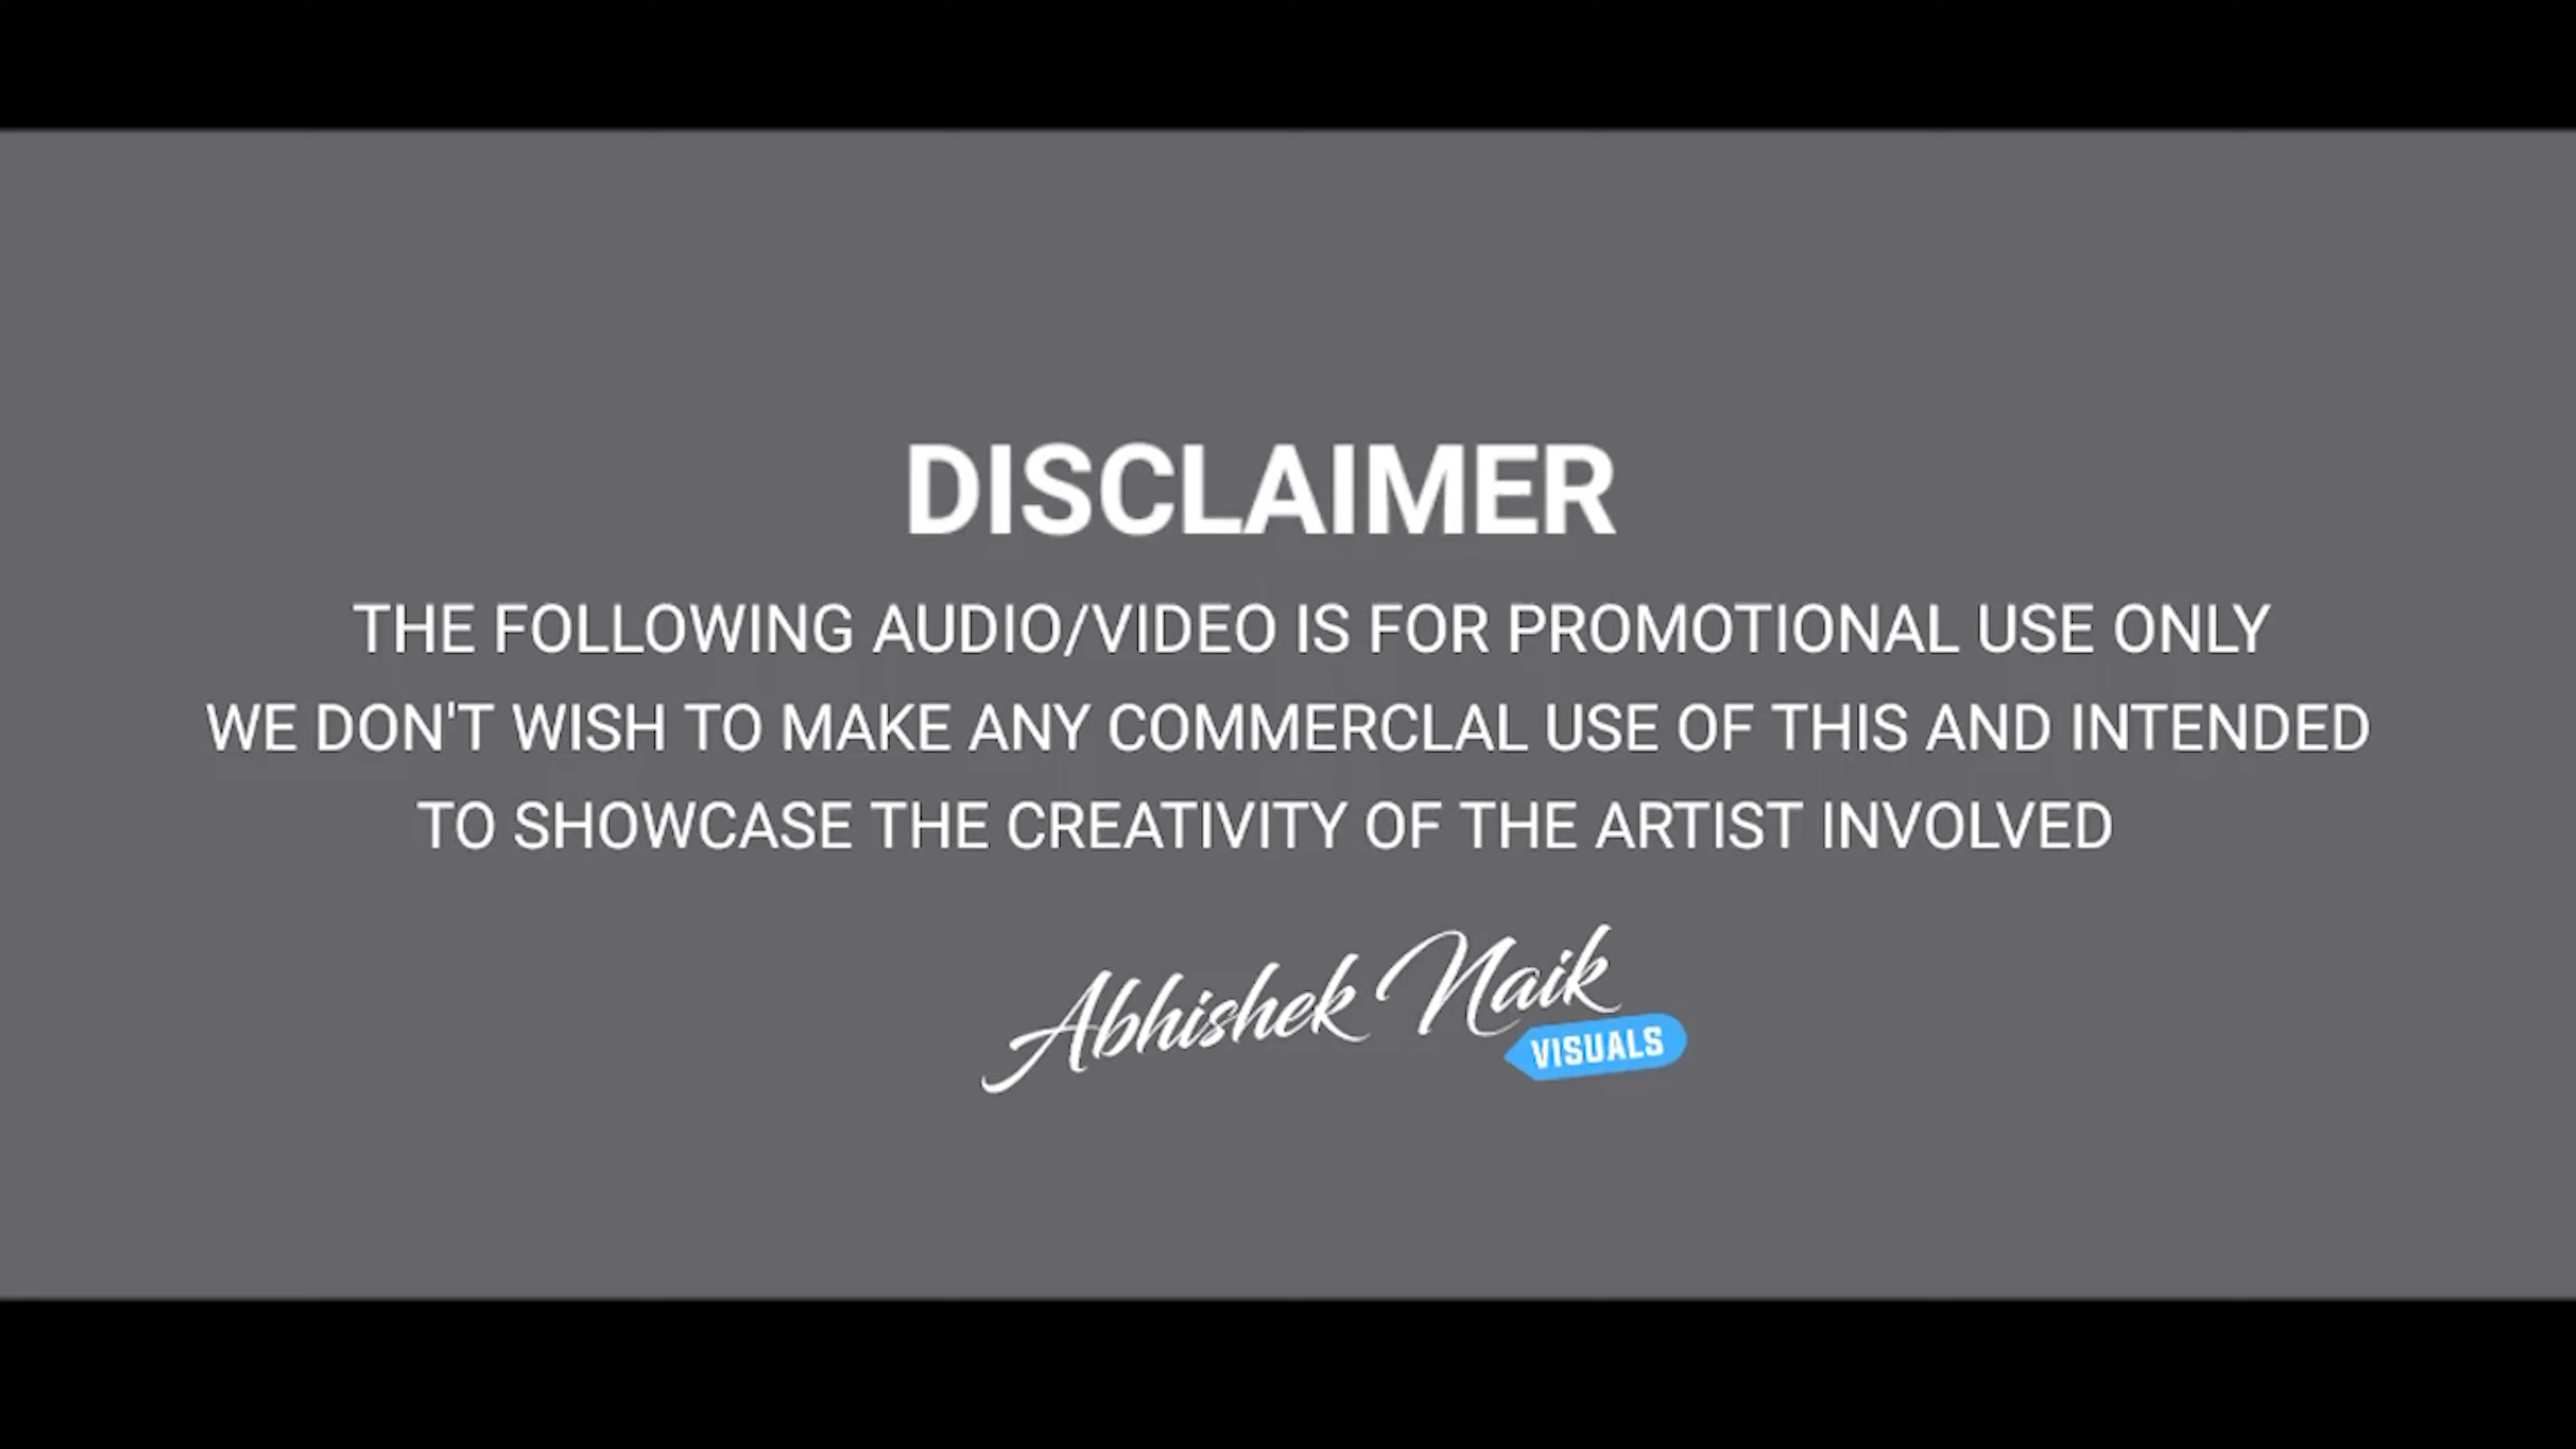 DISCLAIMER
THE FOLLOWING AUDIO/VIDEO IS FOR PROMOTIONAL USE ONLY
WE DON'T WISH TO MAKE ANY COMMERCLAL USE OF THIS AND INTENDED
TO SHOWCASE THE CREATIVITY OF THE ARTIST INVOLVED
Abhishek Naik
VISUALS